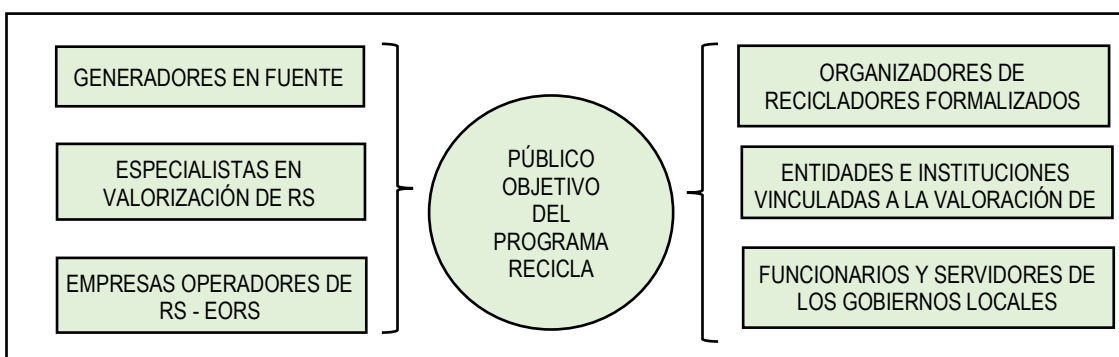 GENERADORES EN FUENTE
ESPECIALISTAS EN
VALORIZACIÓN DE RS
EMPRESAS OPERADORES DE
RS - EORS
PÚBLICO
OBJETIVO
DEL
PROGRAMA
RECICLA
ORGANIZADORES DE
RECICLADORES FORMALIZADOS
ENTIDADES E INSTITUCIONES
VINCULADAS A LA VALORACIÓN DE
FUNCIONARIOS Y SERVIDORES DE
LOS GOBIERNOS LOCALES